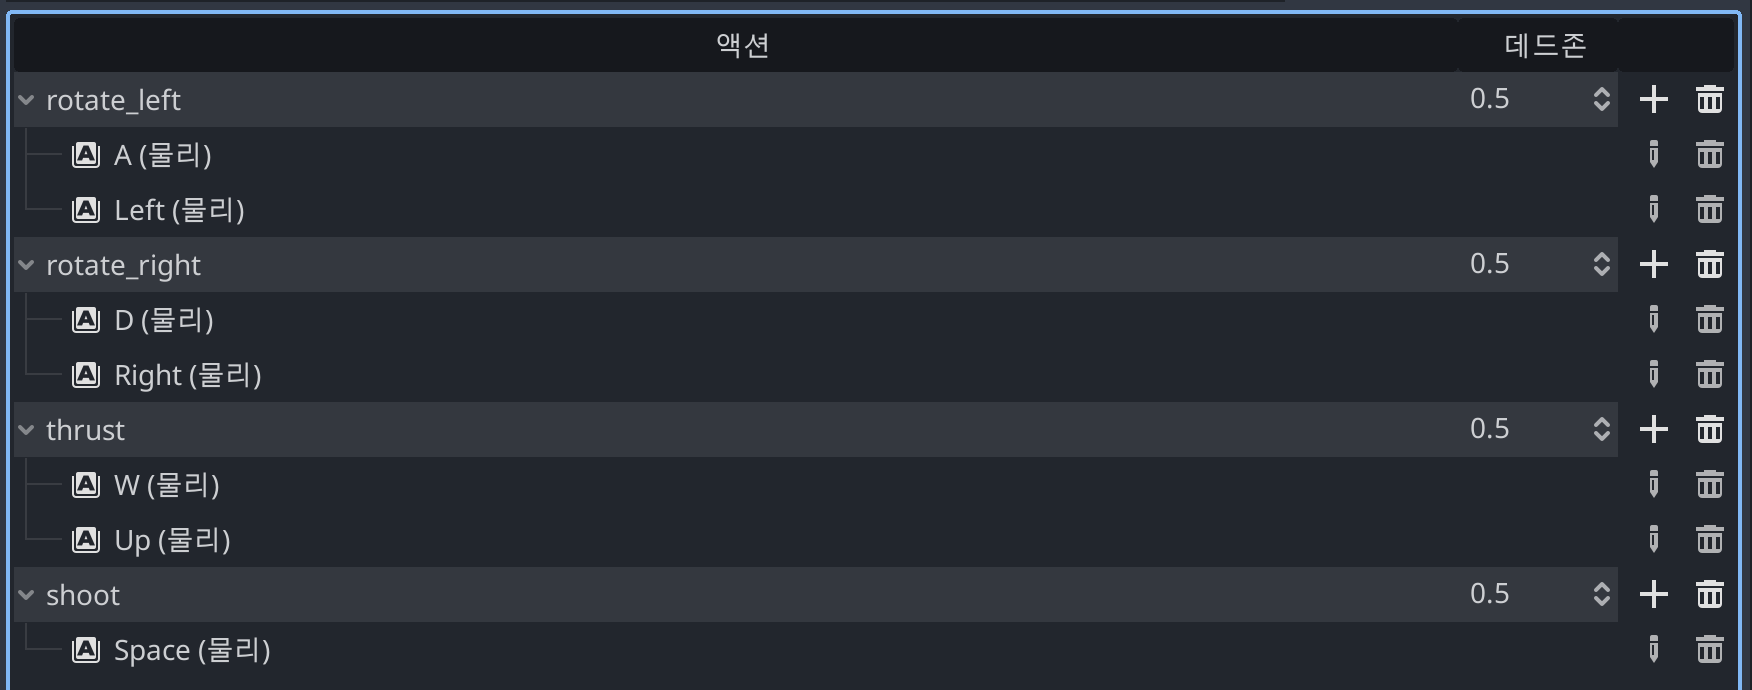 액션 데드존
rotate_left 0.5
A (물리)
Left (물리)
rotate_right 0.5
D (물리)
Right (물리)
thrust 0.5
W (물리)
Up (물리)
shoot 0.5
Space (물리)